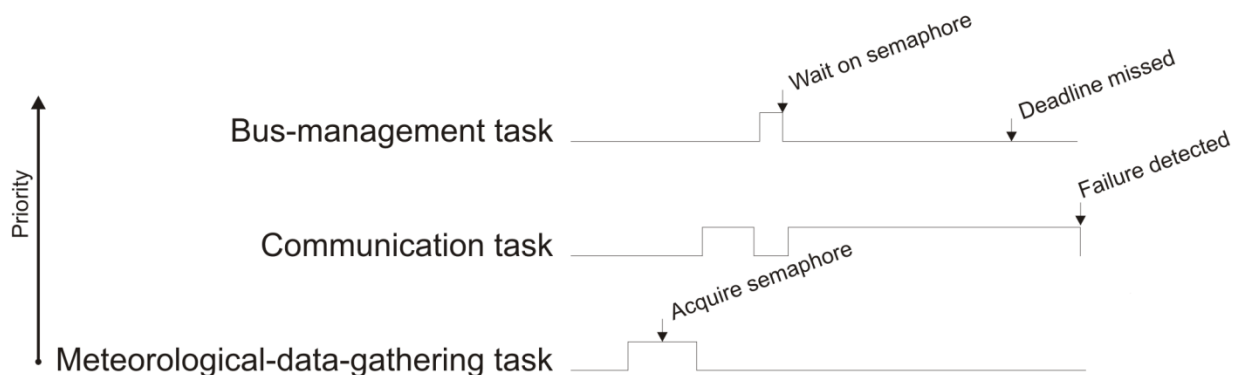 Wait on semaphore
Deadline missed
Bus-management task
Priority
Failure detected
Communication task
Acquire semaphore
Meteorological-data-gathering task